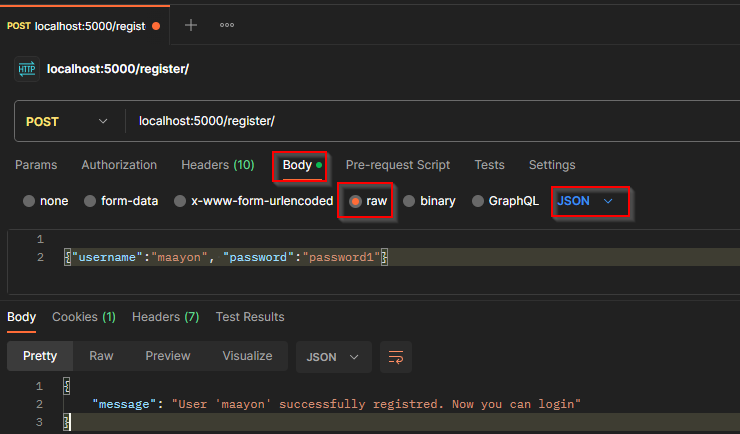 POST localhost:5000/regist
HTTP localhost:5000/register/
POST localhost:5000/register/
Params Authorization Headers (10) Body Pre-request Script Tests Settings
none form-data x-www-form-urlencoded raw binary GraphQL JSON
1
2 {"username":"maayon", "password":"password1"}
Body Cookies (1) Headers (7) Test Results
Pretty Raw Preview Visualize JSON
1 {
2 "message": "User 'maayon' successfully registred. Now you can login"
3 }